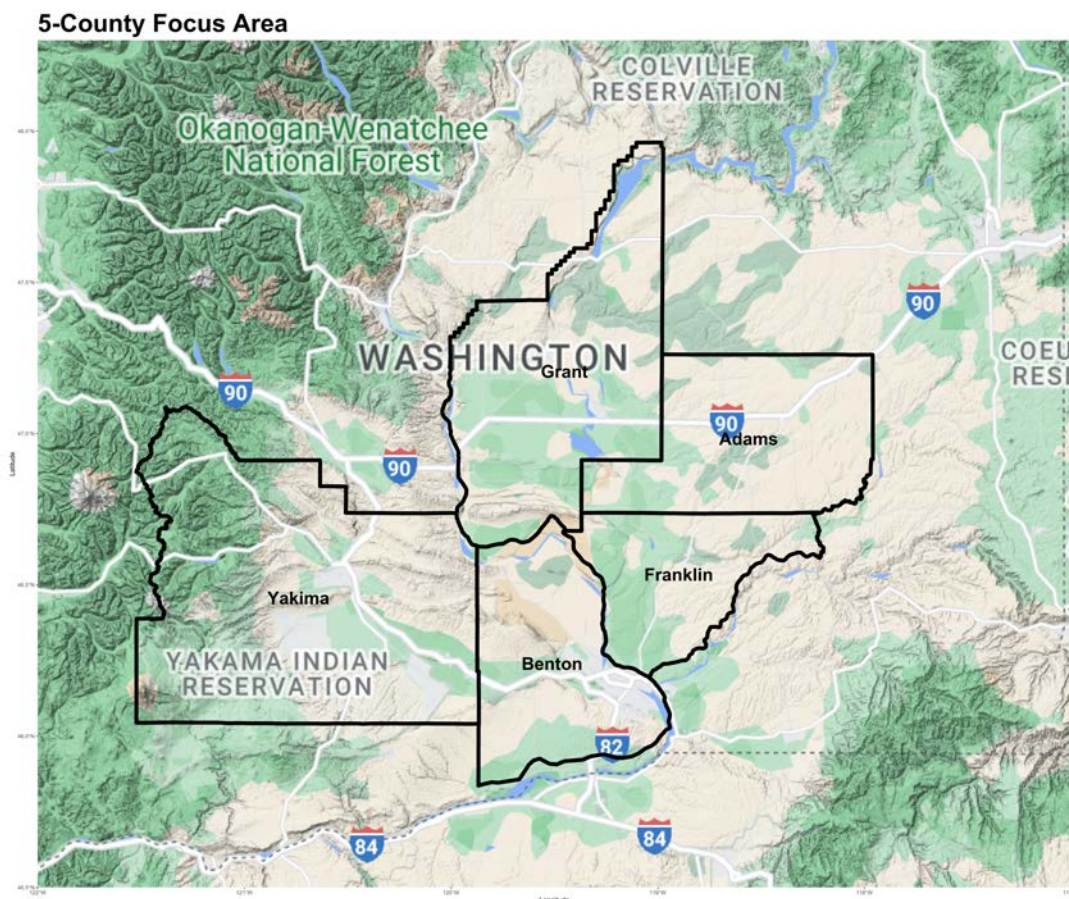 5-County Focus Area
COLVILLE
RESERVATION
Okanogan-Wenatchee
National Forest
90
WASHINGTON
Grant
COEU
RESE
90
90
Adams
90
Yakima
Franklin
YAKAMA INDIAN
RESERVATION
Benton
82
84
84
Latitude